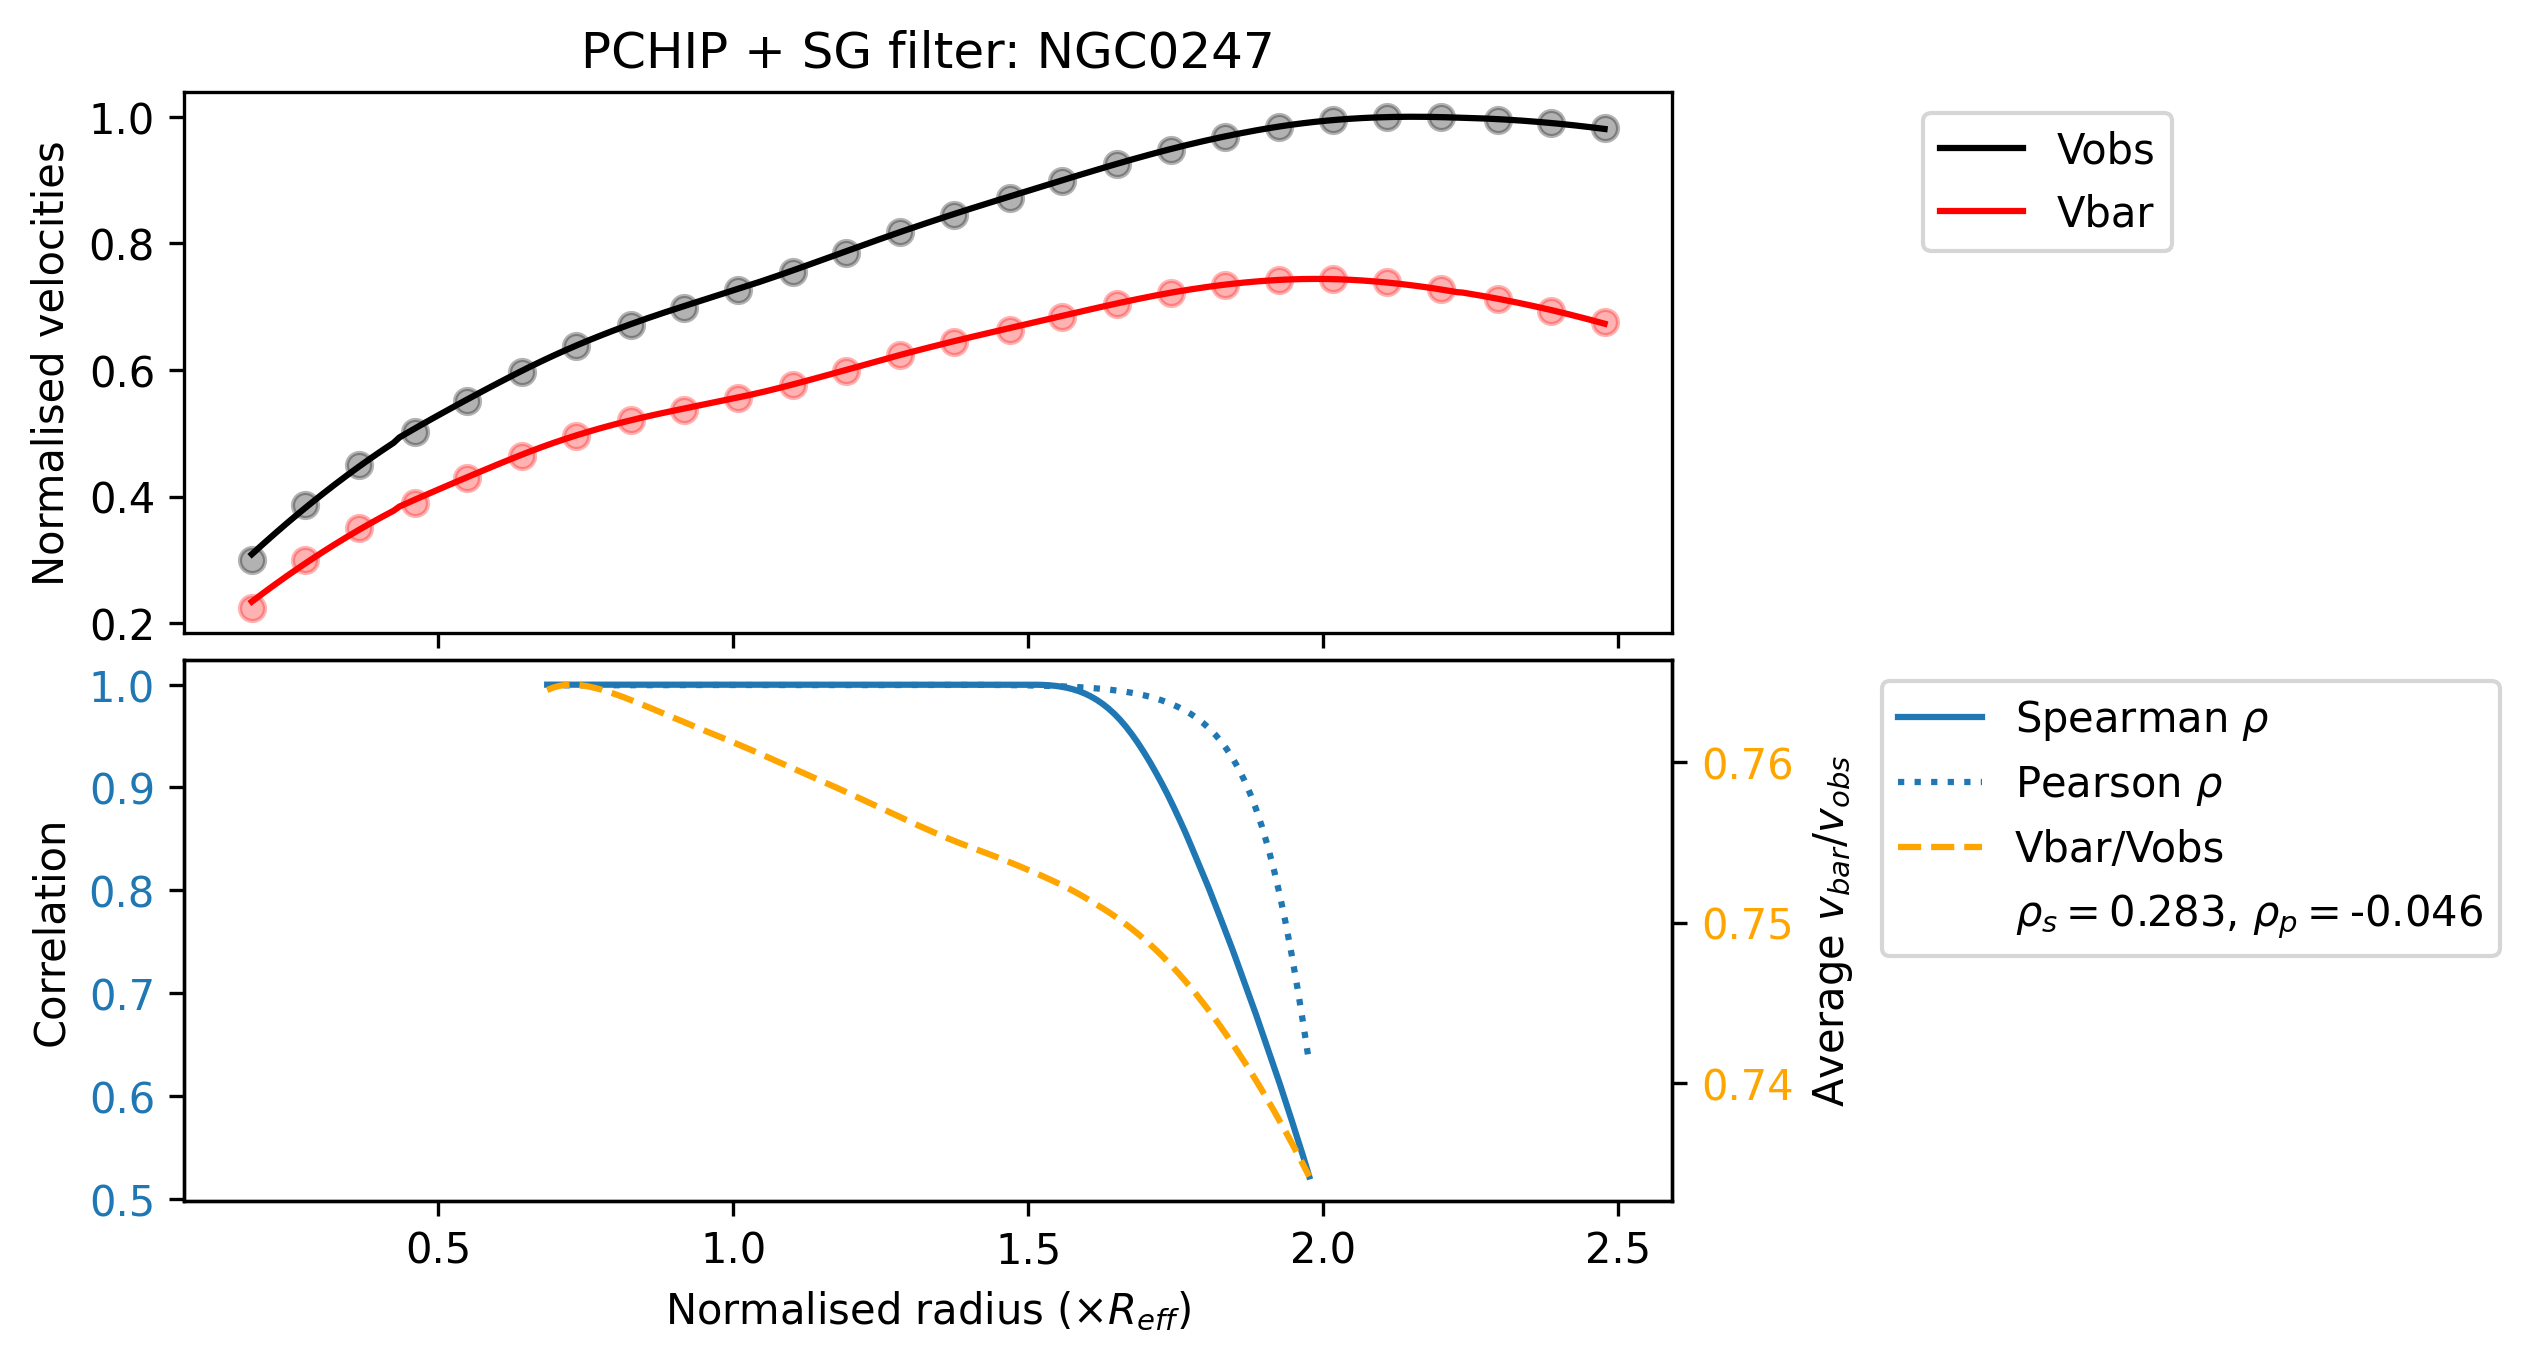 PCHIP + SG filter: NGC0247
Normalised velocities
1.0
0.8
0.6
0.4
0.2
Vobs
Vbar
Correlation
1.0
0.9
0.8
0.7
0.6
0.5
0.76
0.75
0.74
Average v_bar/v_obs
Spearman ρ
Pearson ρ
Vbar/Vobs
ρ_s = 0.283, ρ_p = -0.046
0.5 1.0 1.5 2.0 2.5
Normalised radius (×R_eff)